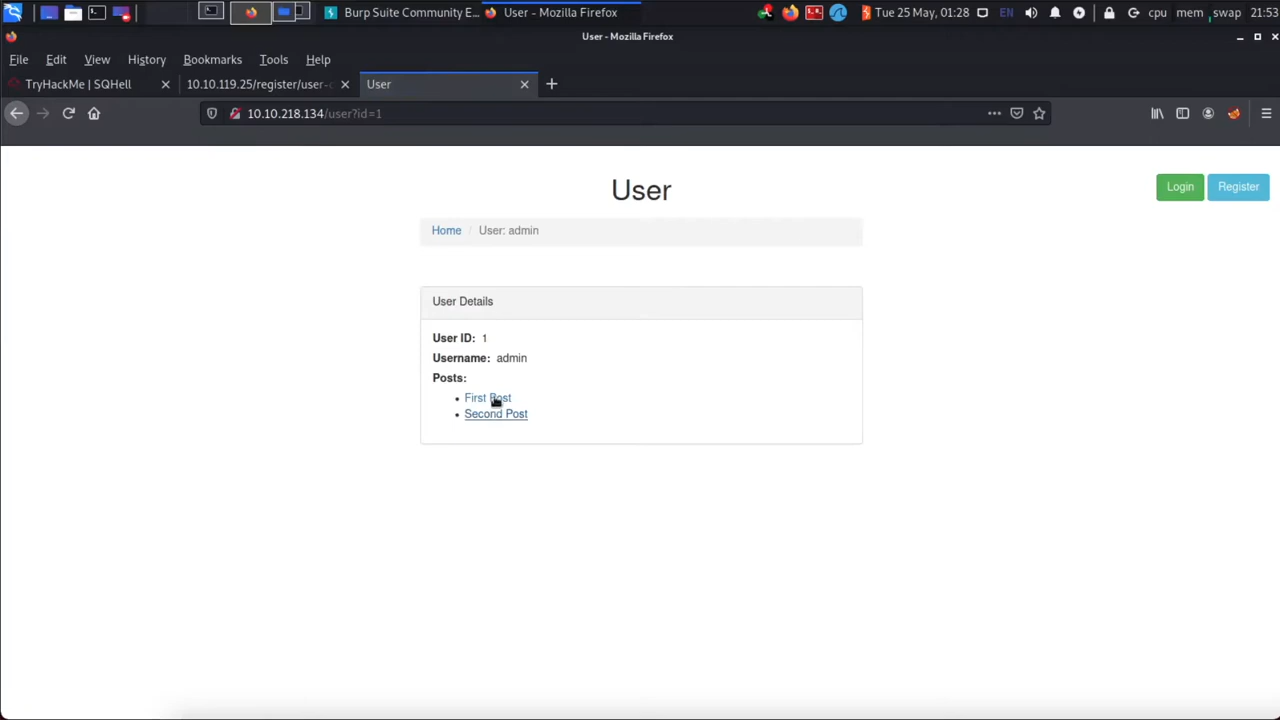 Burp Suite Community E...
User - Mozilla Firefox
Tue 25 May, 01:28
EN
cpu
mem
swap
21:53
User - Mozilla Firefox
File Edit View History Bookmarks Tools Help
TryHackMe | SQHell
10.10.119.25/register/user-
User
10.10.218.134/user?id=1
User
Login
Register
Home / User: admin
User Details
User ID: 1
Username: admin
Posts:
• First Post
• Second Post